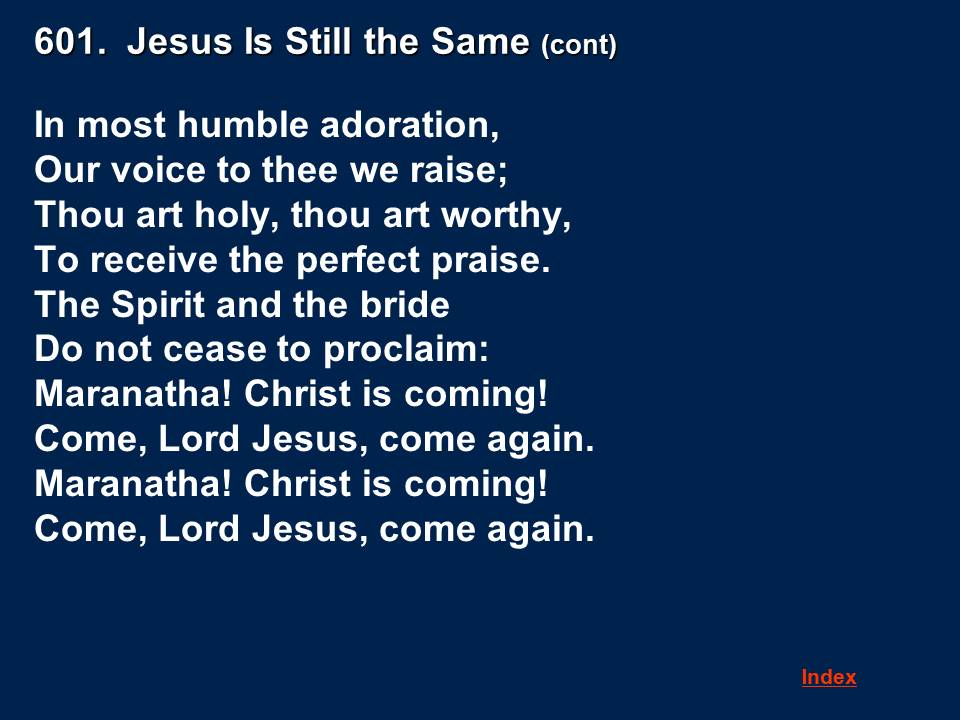 601. Jesus Is Still the Same (cont)
In most humble adoration,
Our voice to thee we raise;
Thou art holy, thou art worthy,
To receive the perfect praise.
The Spirit and the bride
Do not cease to proclaim:
Maranatha! Christ is coming!
Come, Lord Jesus, come again.
Maranatha! Christ is coming!
Come, Lord Jesus, come again.
Index